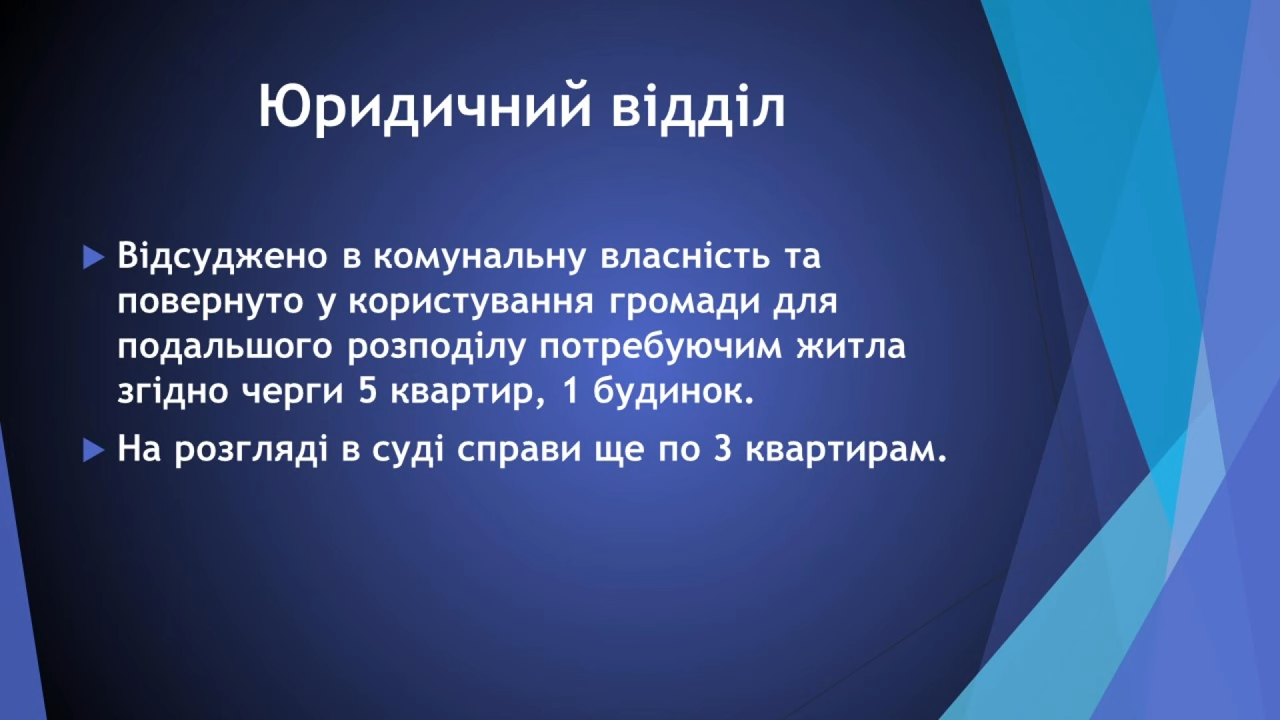 Юридичний відділ
Відсуджено в комунальну власність та
повернуто у користування громади для
подальшого розподілу потребуючим житла
згідно черги 5 квартир, 1 будинок.
На розгляді в суді справи ще по 3 квартирам.